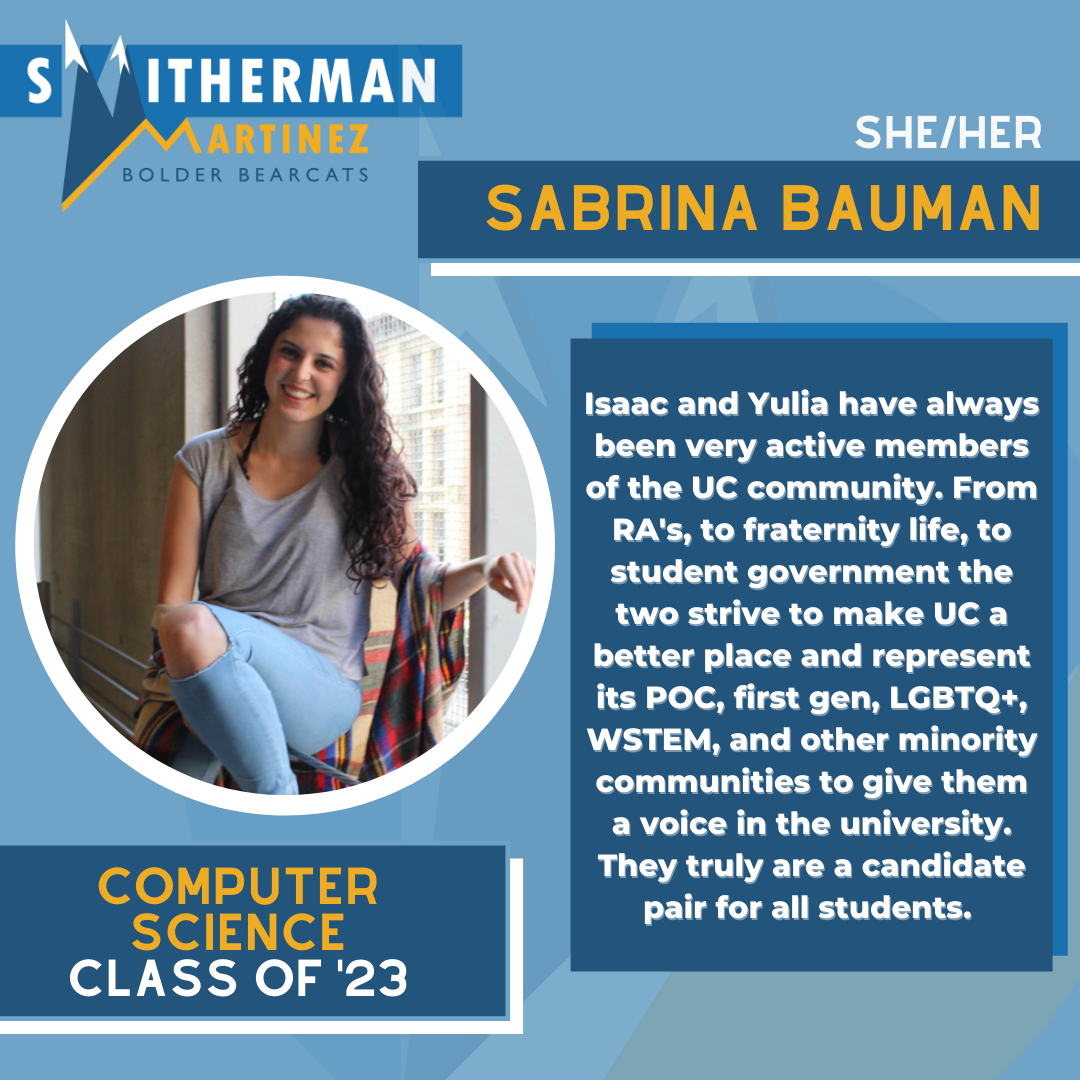 SMITHERMAN
MARTINEZ
BOLDER BEARCATS
SHE/HER
SABRINA BAUMAN
Isaac and Yulia have always
been very active members
of the UC community. From
RA's, to fraternity life, to
student government the
two strive to make UC a
better place and represent
its POC, first gen, LGBTQ+,
WSTEM, and other minority
communities to give them
a voice in the university.
They truly are a candidate
pair for all students.
COMPUTER
SCIENCE
CLASS OF '23